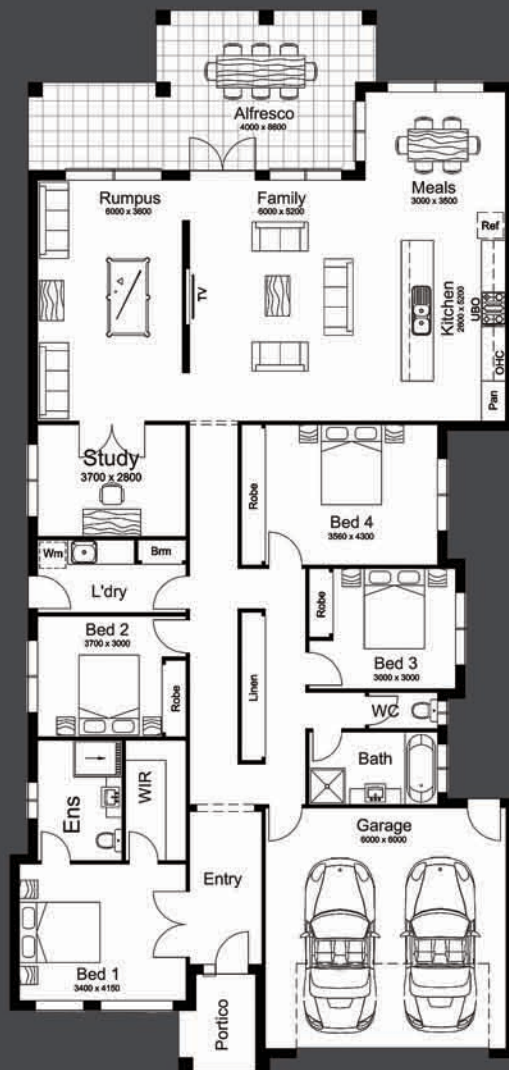 Alfresco
4000 x 8600
Rumpus
6000 x 3600
Family
6000 x 5200
Meals
3000 x 3500
Ref
TV
Kitchen
2600 x 5200
UBO
OHC
Pan
Study
3700 x 2800
Robe
Bed 4
3560 x 4300
Wm
Brm
L'dry
Bed 2
3700 x 3000
Robe
Linen
Robe
Bed 3
3000 x 3000
WC
Bath
Ens
WIR
Garage
6000 x 6000
Entry
Bed 1
3400 x 4150
Portico